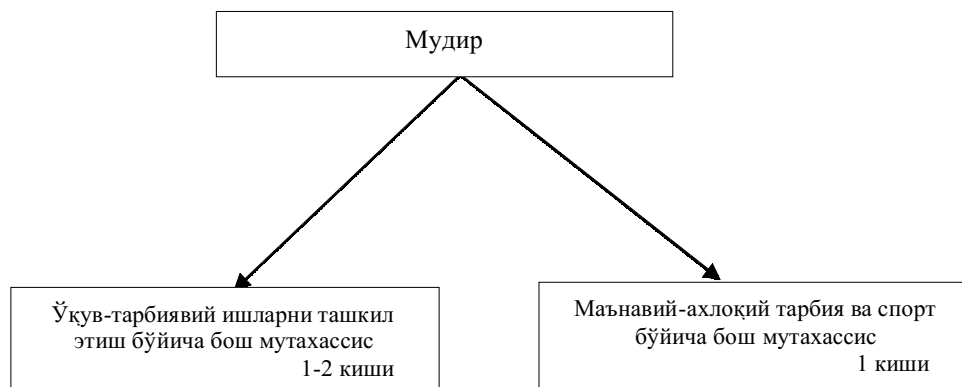 Мудир
Ўқув-тарбиявий ишларни ташкил
этиш бўйича бош мутахассис
1-2 киши
Маънавий-ахлоқий тарбия ва спорт
бўйича бош мутахассис
1 киши